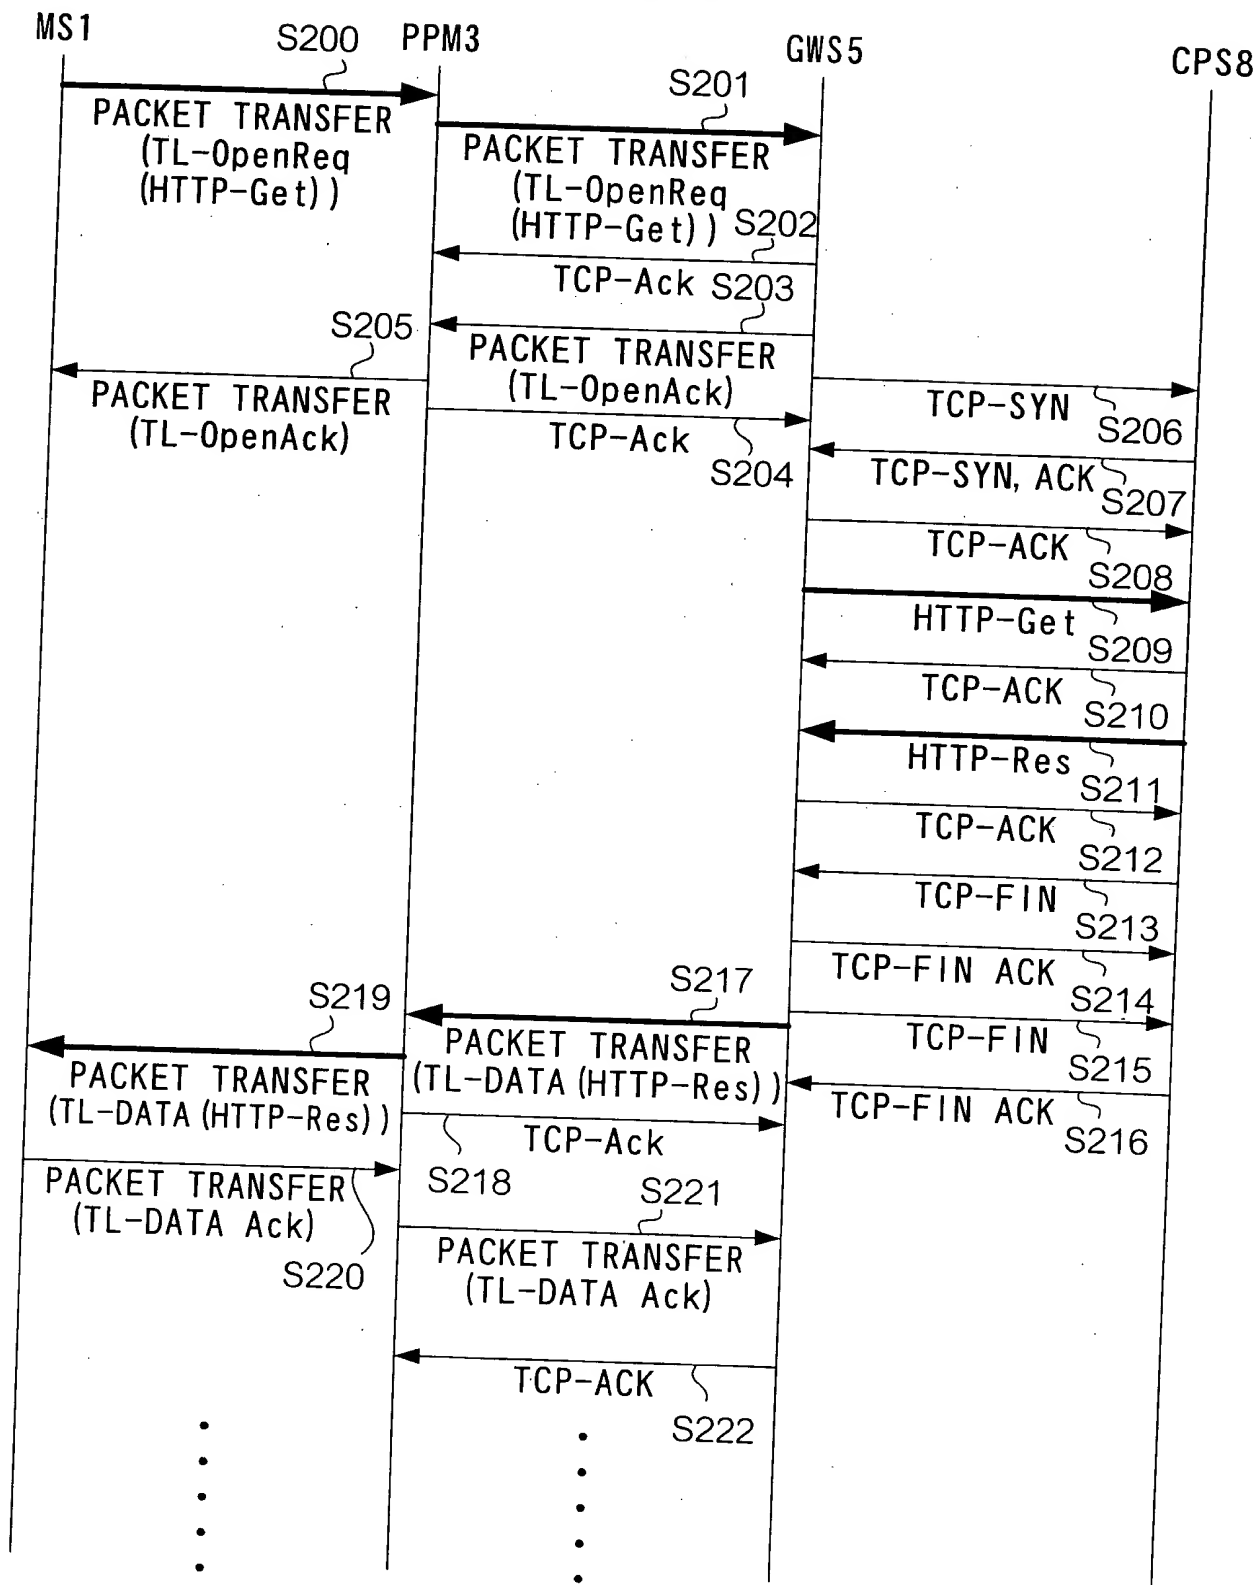 MS1
S200
PPM3
GWS5
CPS8
S201
PACKET TRANSFER
(TL-OpenReq
(HTTP-Get))
PACKET TRANSFER
(TL-OpenReq
(HTTP-Get))
S202
TCP-Ack
S203
S205
PACKET TRANSFER
(TL-OpenAck)
PACKET TRANSFER
(TL-OpenAck)
TCP-Ack
S204
TCP-SYN
S206
TCP-SYN, ACK
S207
TCP-ACK
S208
HTTP-Get
S209
TCP-ACK
S210
HTTP-Res
S211
TCP-ACK
S212
TCP-FIN
S213
TCP-FIN ACK
S214
S217
S219
PACKET TRANSFER
(TL-DATA (HTTP-Res))
TCP-FIN
S215
PACKET TRANSFER
(TL-DATA (HTTP-Res))
TCP-FIN ACK
S216
TCP-Ack
S218
PACKET TRANSFER
(TL-DATA Ack)
S220
S221
PACKET TRANSFER
(TL-DATA Ack)
TCP-ACK
S222